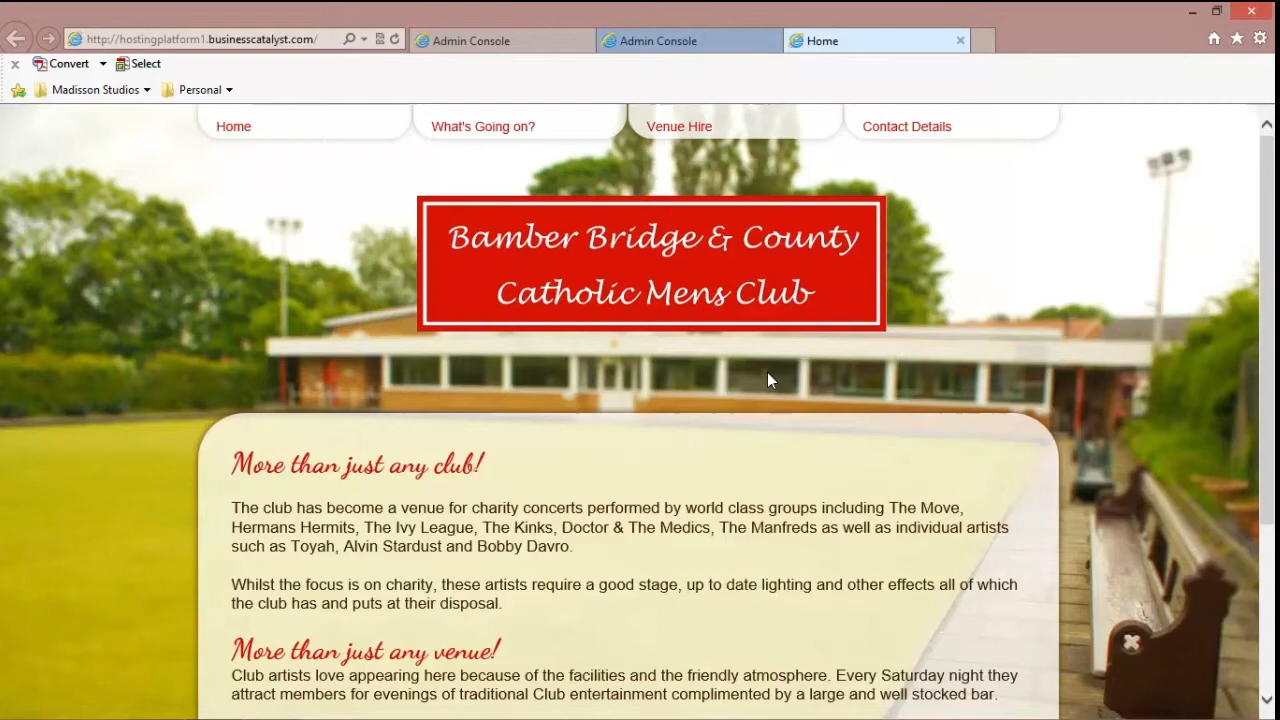 http://hostingplatform1.businesscatalyst.com/
Admin Console
Admin Console
Home
Convert
Select
Madisson Studios
Personal
Home
What's Going on?
Venue Hire
Contact Details
Bamber Bridge & County
Catholic Mens Club
More than just any club!
The club has become a venue for charity concerts performed by world class groups including The Move,
Hermans Hermits, The Ivy League, The Kinks, Doctor & The Medics, The Manfreds as well as individual artists
such as Toyah, Alvin Stardust and Bobby Davro.
Whilst the focus is on charity, these artists require a good stage, up to date lighting and other effects all of which
the club has and puts at their disposal.
More than just any venue!
Club artists love appearing here because of the facilities and the friendly atmosphere. Every Saturday night they
attract members for evenings of traditional Club entertainment complimented by a large and well stocked bar.